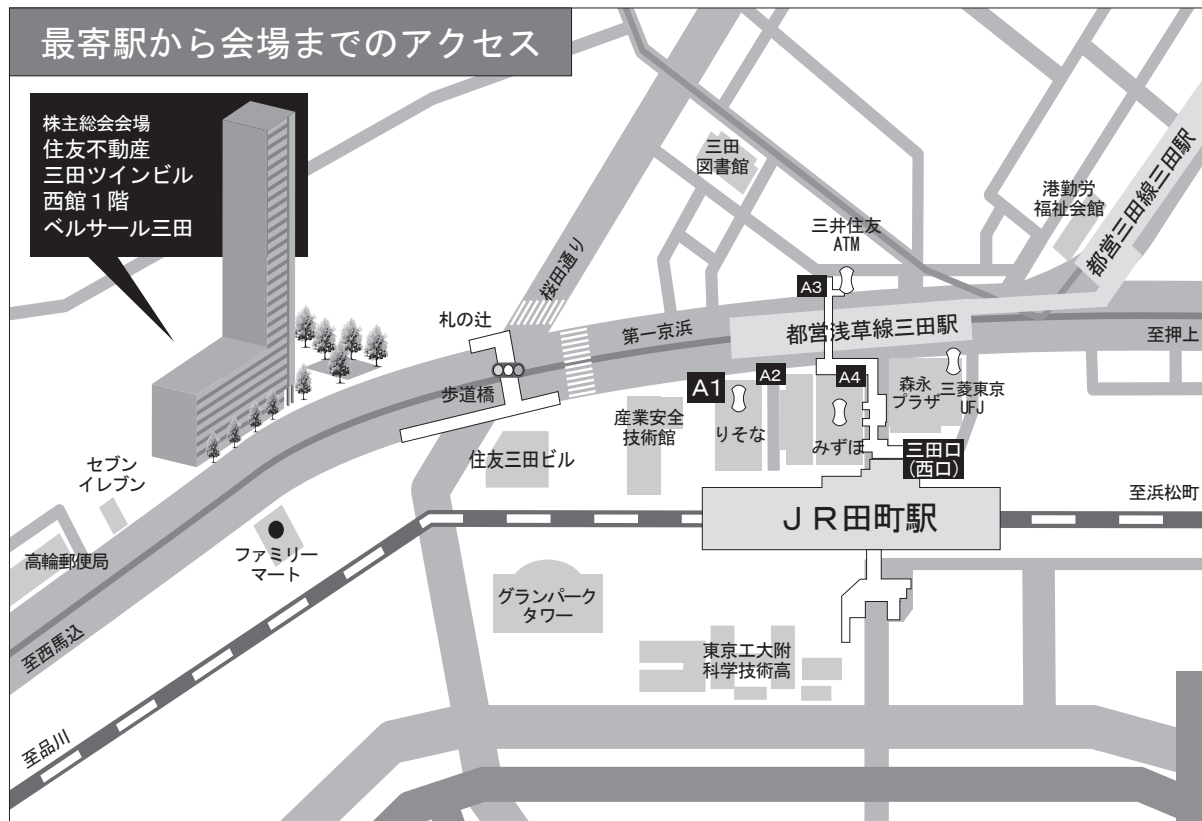 最寄駅から会場までのアクセス
株主総会会場
住友不動産
三田ツインビル
西館1階
ベルサール三田
三田
図書館
港勤労
福祉会館
都営三田線三田駅
三井住友
ATM
桜田通り
A3
札の辻
第一京浜
都営浅草線三田駅
至押上
歩道橋
A1
A2
A4
森永
プラザ
三菱東京
UFJ
産業安全
技術館
りそな
みずほ
三田口
(西口)
住友三田ビル
セブン
イレブン
至浜松町
JR田町駅
高輪郵便局
ファミリー
マート
グランパーク
タワー
至西馬込
東京工大附
科学技術高
至品川